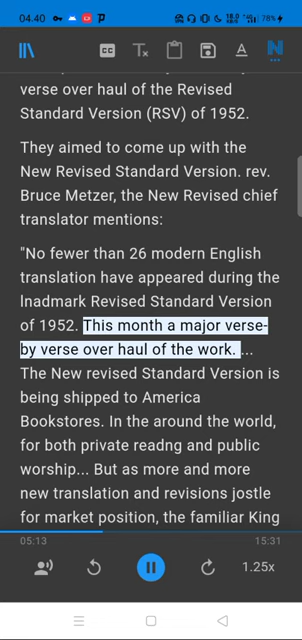 04.40
18.0
KB/S
78%
CC
verse over haul of the Revised
Standard Version (RSV) of 1952.
They aimed to come up with the
New Revised Standard Version. rev.
Bruce Metzer, the New Revised chief
translator mentions:
"No fewer than 26 modern English
translation have appeared during the
lnadmark Revised Standard Version
of 1952. This month a major verse-
by verse over haul of the work. ...
The New revised Standard Version is
being shipped to America
Bookstores. In the around the world,
for both private readng and public
worship... But as more and more
new translation and revisions jostle
for market position, the familiar King
05:13
15:31
1.25x